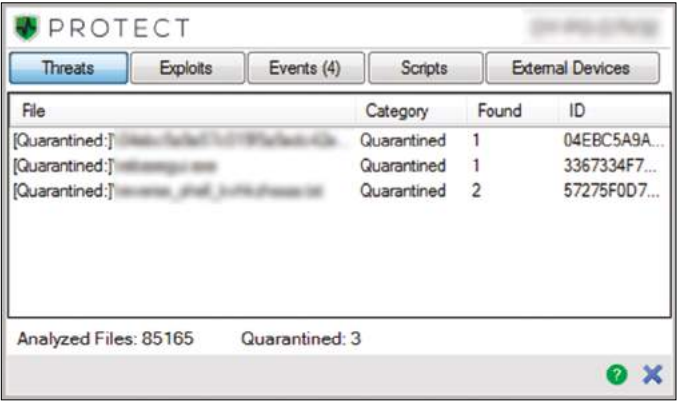 PROTECT
Threats Exploits Events (4) Scripts External Devices
File Category Found ID
[Quarantined:]\ Quarantined 1 04EBC5A9A...
[Quarantined:]\ Quarantined 1 3367334F7...
[Quarantined:]\ Quarantined 2 57275F0D7...
Analyzed Files: 85165 Quarantined: 3